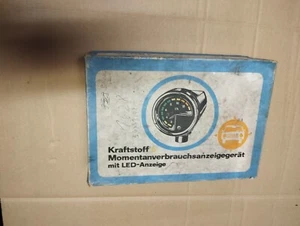 Kraftstoff
Momentanverbrauchsanzeigegerät
mit LED-Anzeige